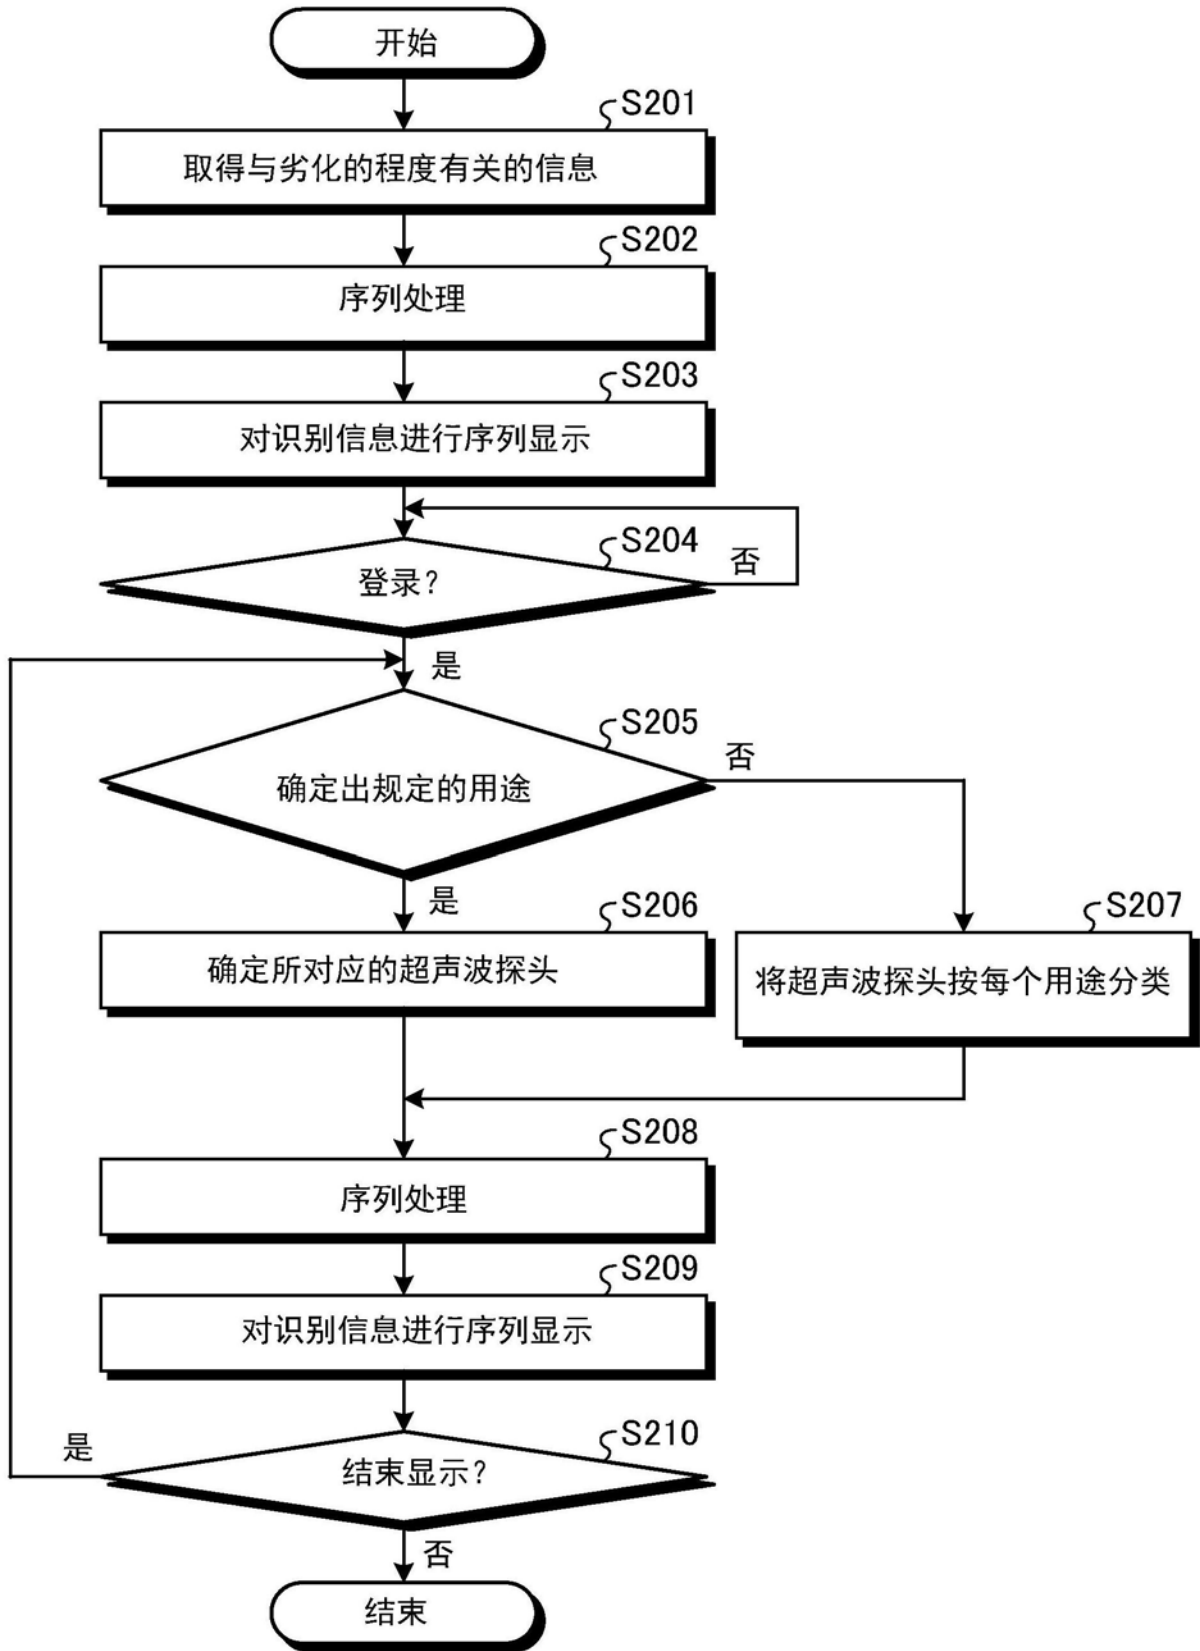 开始
S201
取得与劣化的程度有关的信息
S202
序列处理
S203
对识别信息进行序列显示
S204
登录?
否
是
S205
确定出规定的用途
否
是
S206
确定所对应的超声波探头
S207
将超声波探头按每个用途分类
S208
序列处理
S209
对识别信息进行序列显示
S210
结束显示?
是
否
结束